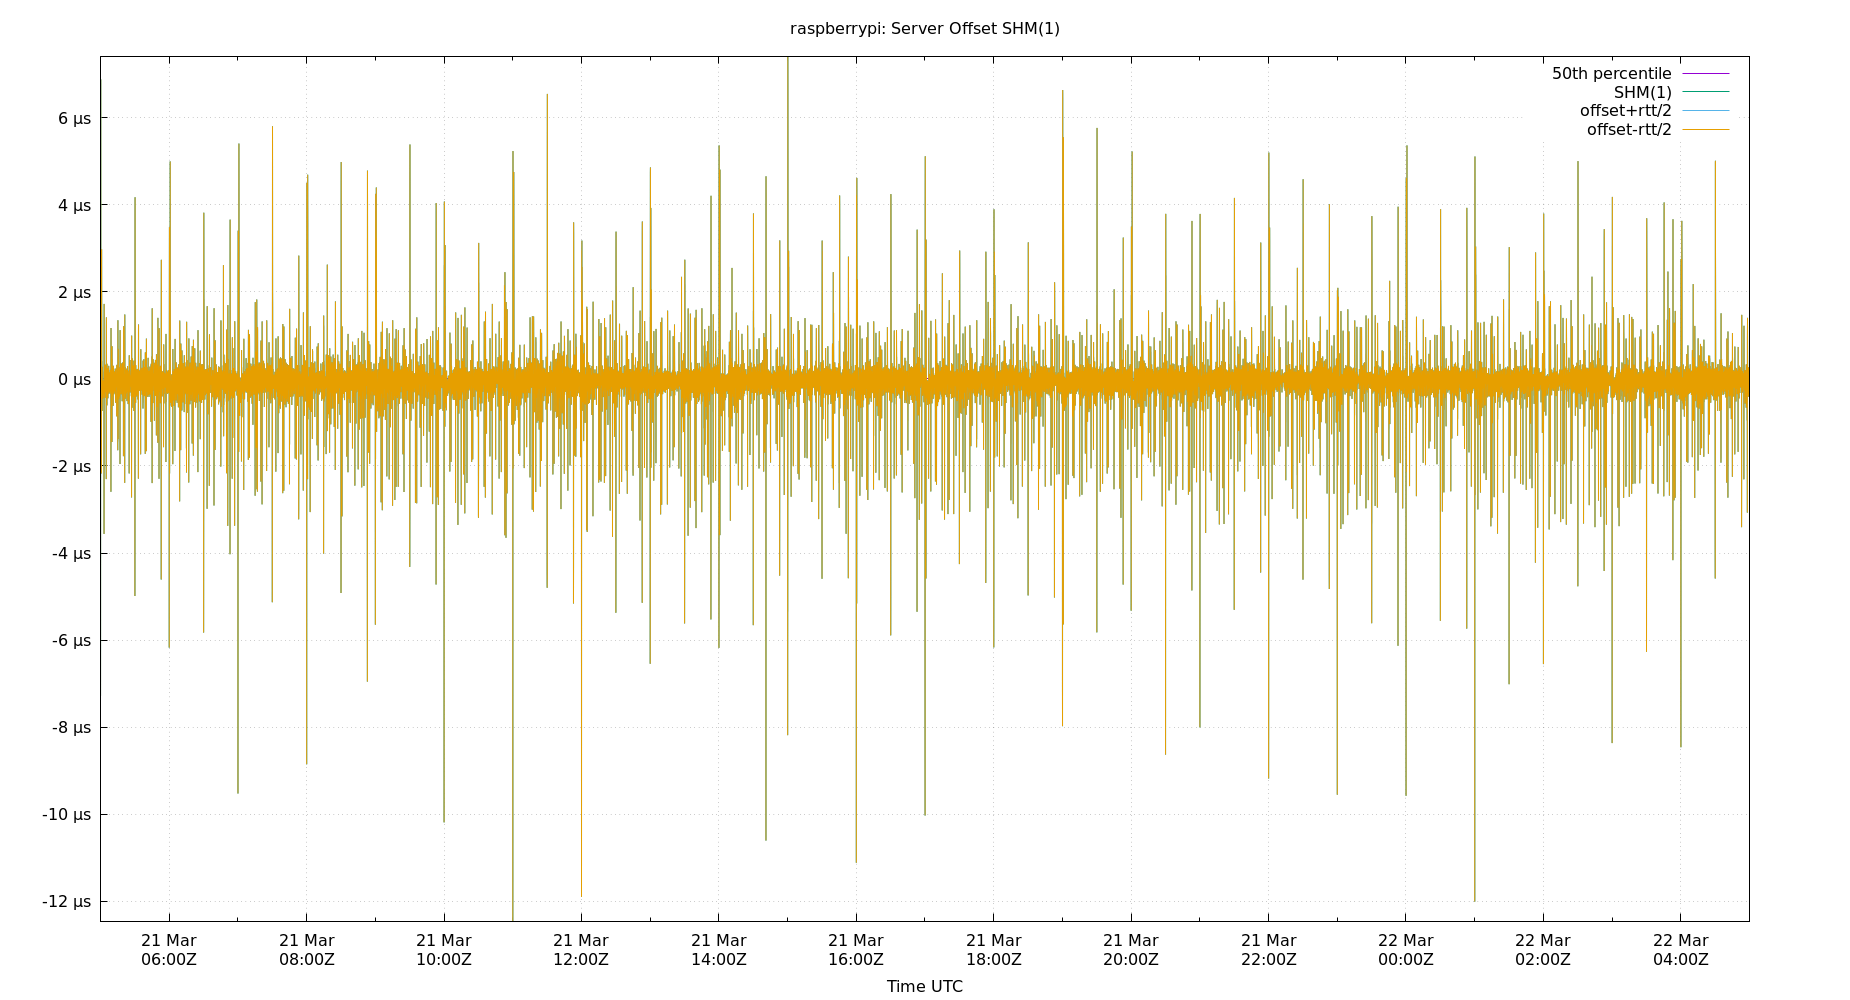 raspberrypi: Server Offset SHM(1)
50th percentile
SHM(1)
offset+rtt/2
offset-rtt/2
6 µs
4 µs
2 µs
0 µs
-2 µs
-4 µs
-6 µs
-8 µs
-10 µs
-12 µs
21 Mar 21 Mar 21 Mar 21 Mar 21 Mar 21 Mar 21 Mar 21 Mar 21 Mar 22 Mar 22 Mar 22 Mar
06:00Z 08:00Z 10:00Z 12:00Z 14:00Z 16:00Z 18:00Z 20:00Z 22:00Z 00:00Z 02:00Z 04:00Z
Time UTC